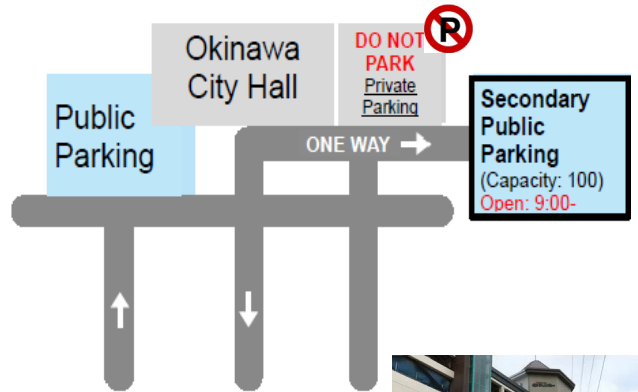 Okinawa
City Hall
DO NOT
PARK
Private
Parking
P
Public
Parking
ONE WAY
Secondary
Public
Parking
(Capacity: 100)
Open: 9:00-